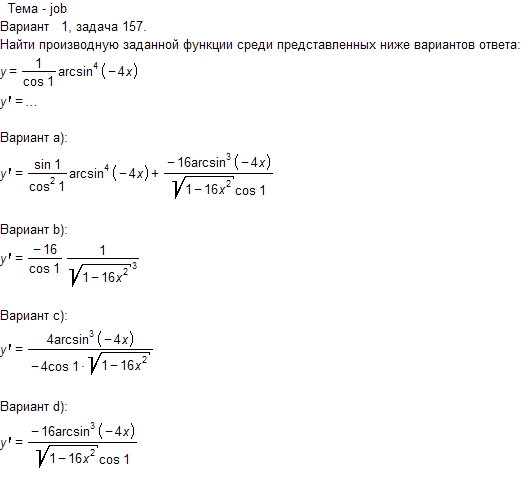 Тема - job
Вариант 1, задача 157.
Найти производную заданной функции среди представленных ниже вариантов ответа:
y = \frac{1}{\cos 1} \arcsin^4 (-4x)
y ' = ...
Вариант a):
y ' = \frac{\sin 1}{\cos^2 1} \arcsin^4 (-4x) + \frac{-16\arcsin^3 (-4x)}{\sqrt{1-16x^2} \cos 1}
Вариант b):
y ' = \frac{-16}{\cos 1} \frac{1}{\sqrt{1-16x^2}^3}
Вариант c):
y ' = \frac{4\arcsin^3 (-4x)}{-4\cos 1 \cdot \sqrt{1-16x^2}}
Вариант d):
y ' = \frac{-16\arcsin^3 (-4x)}{\sqrt{1-16x^2} \cos 1}